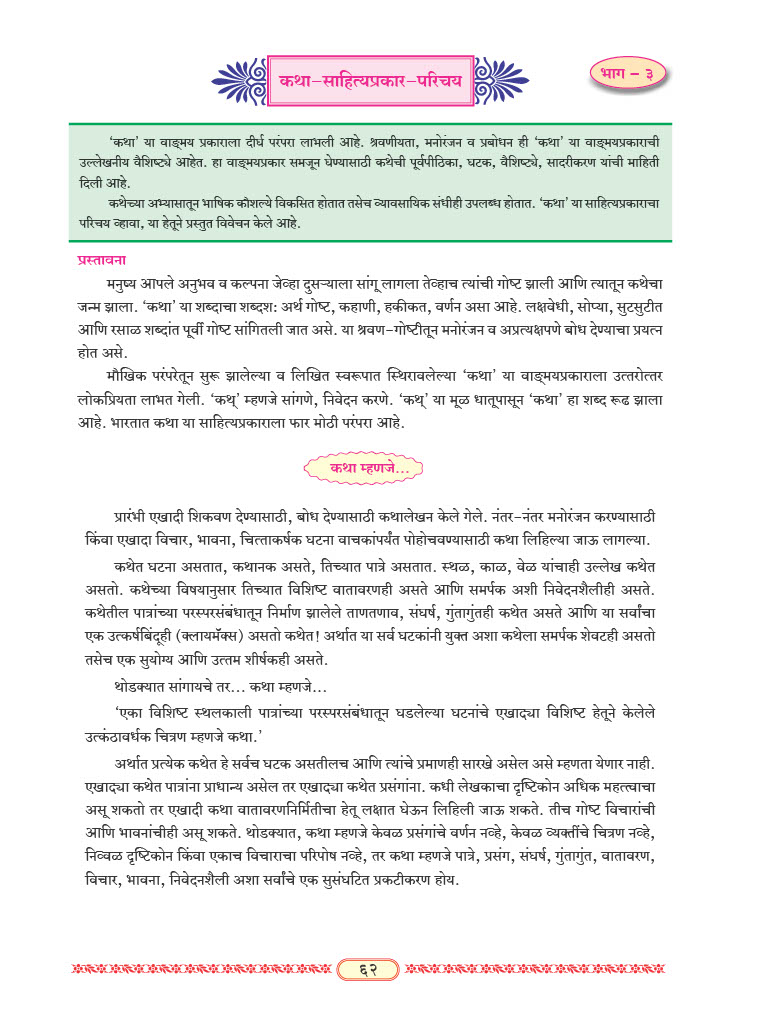 कथा-साहित्यप्रकार-परिचय
भाग - ३
‘कथा’ या वाङ्मय प्रकाराला दीर्घ परंपरा लाभली आहे. श्रवणीयता, मनोरंजन व प्रबोधन ही ‘कथा’ या वाङ्मयप्रकाराची
उल्लेखनीय वैशिष्ट्ये आहेत. हा वाङ्मयप्रकार समजून घेण्यासाठी कथेची पूर्वपीठिका, घटक, वैशिष्ट्ये, सादरीकरण यांची माहिती
दिली आहे.
कथेच्या अभ्यासातून भाषिक कौशल्ये विकसित होतात तसेच व्यावसायिक संधीही उपलब्ध होतात. ‘कथा’ या साहित्यप्रकाराचा
परिचय व्हावा, या हेतूने प्रस्तुत विवेचन केले आहे.
प्रस्तावना
मनुष्य आपले अनुभव व कल्पना जेव्हा दुसऱ्याला सांगू लागला तेव्हाच त्यांची गोष्ट झाली आणि त्यातून कथेचा
जन्म झाला. ‘कथा’ या शब्दाचा शब्दश: अर्थ गोष्ट, कहाणी, हकीकत, वर्णन असा आहे. लक्षवेधी, सोप्या, सुटसुटीत
आणि रसाळ शब्दांत पूर्वी गोष्ट सांगितली जात असे. या श्रवण-गोष्टीतून मनोरंजन व अप्रत्यक्षपणे बोध देण्याचा प्रयत्न
होत असे.
मौखिक परंपरेतून सुरू झालेल्या व लिखित स्वरूपात स्थिरावलेल्या ‘कथा’ या वाङ्मयप्रकाराला उत्तरोत्तर
लोकप्रियता लाभत गेली. ‘कथ्’ म्हणजे सांगणे, निवेदन करणे. ‘कथ्’ या मूळ धातूपासून ‘कथा’ हा शब्द रूढ झाला
आहे. भारतात कथा या साहित्यप्रकाराला फार मोठी परंपरा आहे.
कथा म्हणजे...
प्रारंभी एखादी शिकवण देण्यासाठी, बोध देण्यासाठी कथालेखन केले गेले. नंतर-नंतर मनोरंजन करण्यासाठी
किंवा एखादा विचार, भावना, चित्ताकर्षक घटना वाचकांपर्यंत पोहोचवण्यासाठी कथा लिहिल्या जाऊ लागल्या.
कथेत घटना असतात, कथानक असते, तिच्यात पात्रे असतात. स्थळ, काळ, वेळ यांचाही उल्लेख कथेत
असतो. कथेच्या विषयानुसार तिच्यात विशिष्ट वातावरणही असते आणि समर्पक अशी निवेदनशैलीही असते.
कथेतील पात्रांच्या परस्परसंबंधातून निर्माण झालेले ताणतणाव, संघर्ष, गुंतागुंतही कथेत असते आणि या सर्वांचा
एक उत्कर्षबिंदूही (क्लायमॅक्स) असतो कथेत! अर्थात या सर्व घटकांनी युक्त अशा कथेला समर्पक शेवटही असतो
तसेच एक सुयोग्य आणि उत्तम शीर्षकही असते.
थोडक्यात सांगायचे तर... कथा म्हणजे...
‘एका विशिष्ट स्थलकाली पात्रांच्या परस्परसंबंधातून घडलेल्या घटनांचे एखाद्या विशिष्ट हेतूने केलेले
उत्कंठावर्धक चित्रण म्हणजे कथा.’
अर्थात प्रत्येक कथेत हे सर्वच घटक असतीलच आणि त्यांचे प्रमाणही सारखे असेल असे म्हणता येणार नाही.
एखाद्या कथेत पात्रांना प्राधान्य असेल तर एखाद्या कथेत प्रसंगांना. कधी लेखकाचा दृष्टिकोन अधिक महत्त्वाचा
असू शकतो तर एखादी कथा वातावरणनिर्मितीचा हेतू लक्षात घेऊन लिहिली जाऊ शकते. तीच गोष्ट विचारांची
आणि भावनांचीही असू शकते. थोडक्यात, कथा म्हणजे केवळ प्रसंगांचे वर्णन नव्हे, केवळ व्यक्तींचे चित्रण नव्हे,
निव्वळ दृष्टिकोन किंवा एकाच विचाराचा परिपोष नव्हे, तर कथा म्हणजे पात्रे, प्रसंग, संघर्ष, गुंतागुंत, वातावरण,
विचार, भावना, निवेदनशैली अशा सर्वांचे एक सुसंघटित प्रकटीकरण होय.
६२